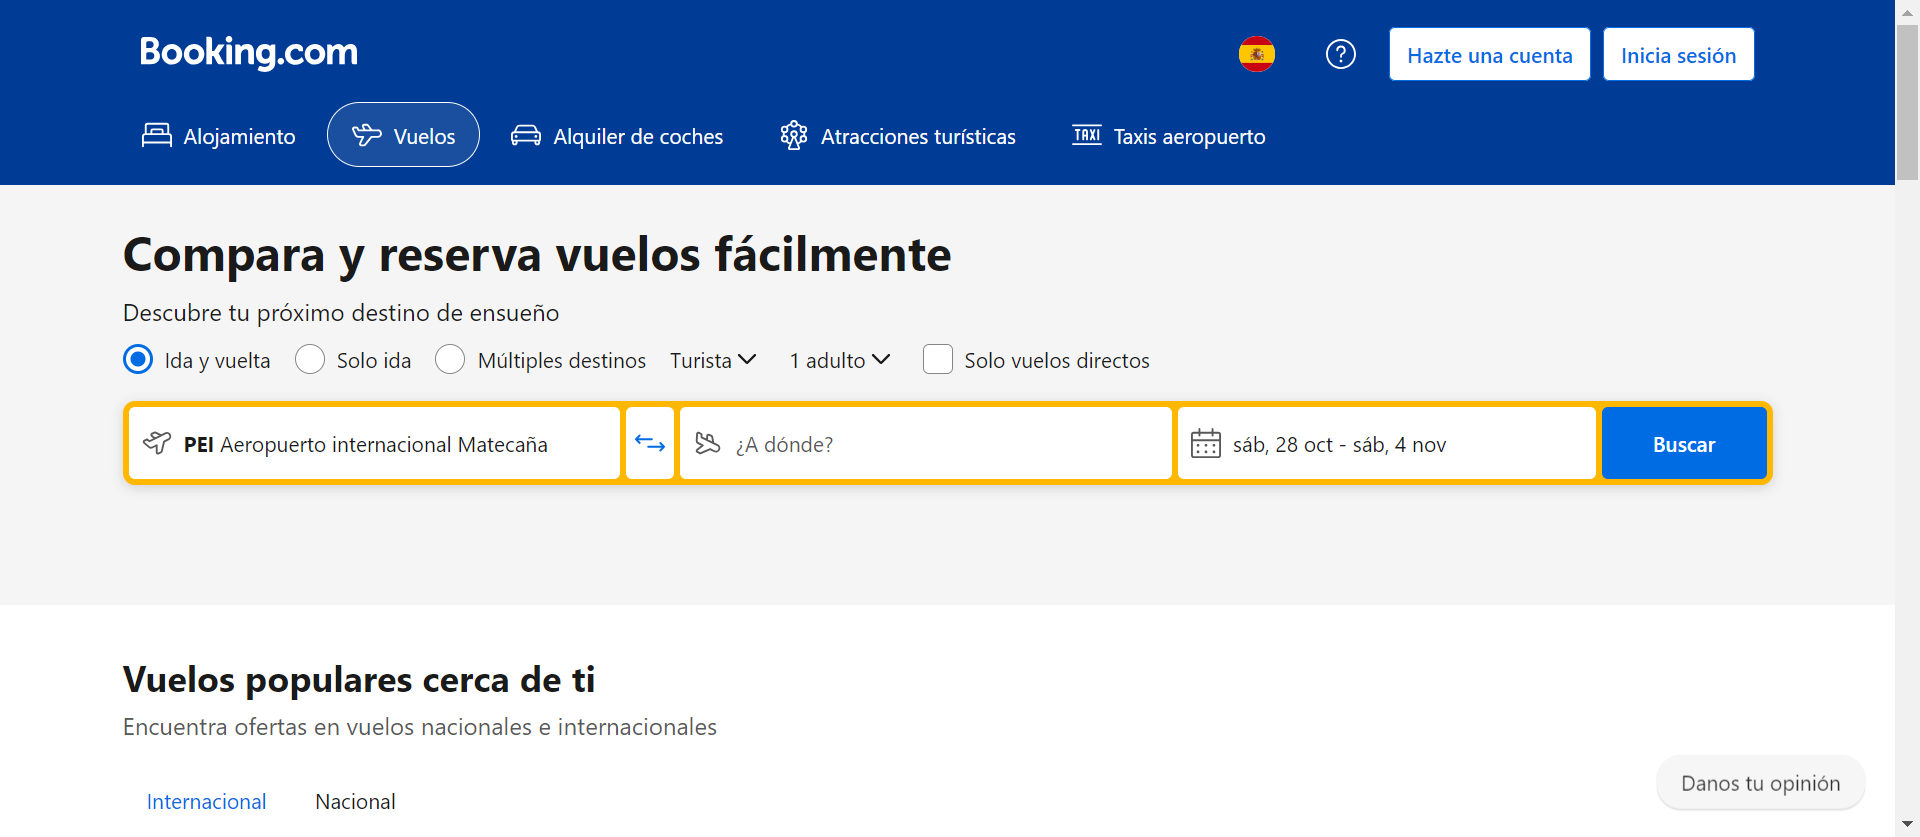 Booking.com
Hazte una cuenta
Inicia sesión
Alojamiento
Vuelos
Alquiler de coches
Atracciones turísticas
TAXI
Taxis aeropuerto
Compara y reserva vuelos fácilmente
Descubre tu próximo destino de ensueño
Ida y vuelta
Solo ida
Múltiples destinos
Turista
1 adulto
Solo vuelos directos
PEI Aeropuerto internacional Matecaña
¿A dónde?
sáb, 28 oct - sáb, 4 nov
Buscar
Vuelos populares cerca de ti
Encuentra ofertas en vuelos nacionales e internacionales
Internacional
Nacional
Danos tu opinión